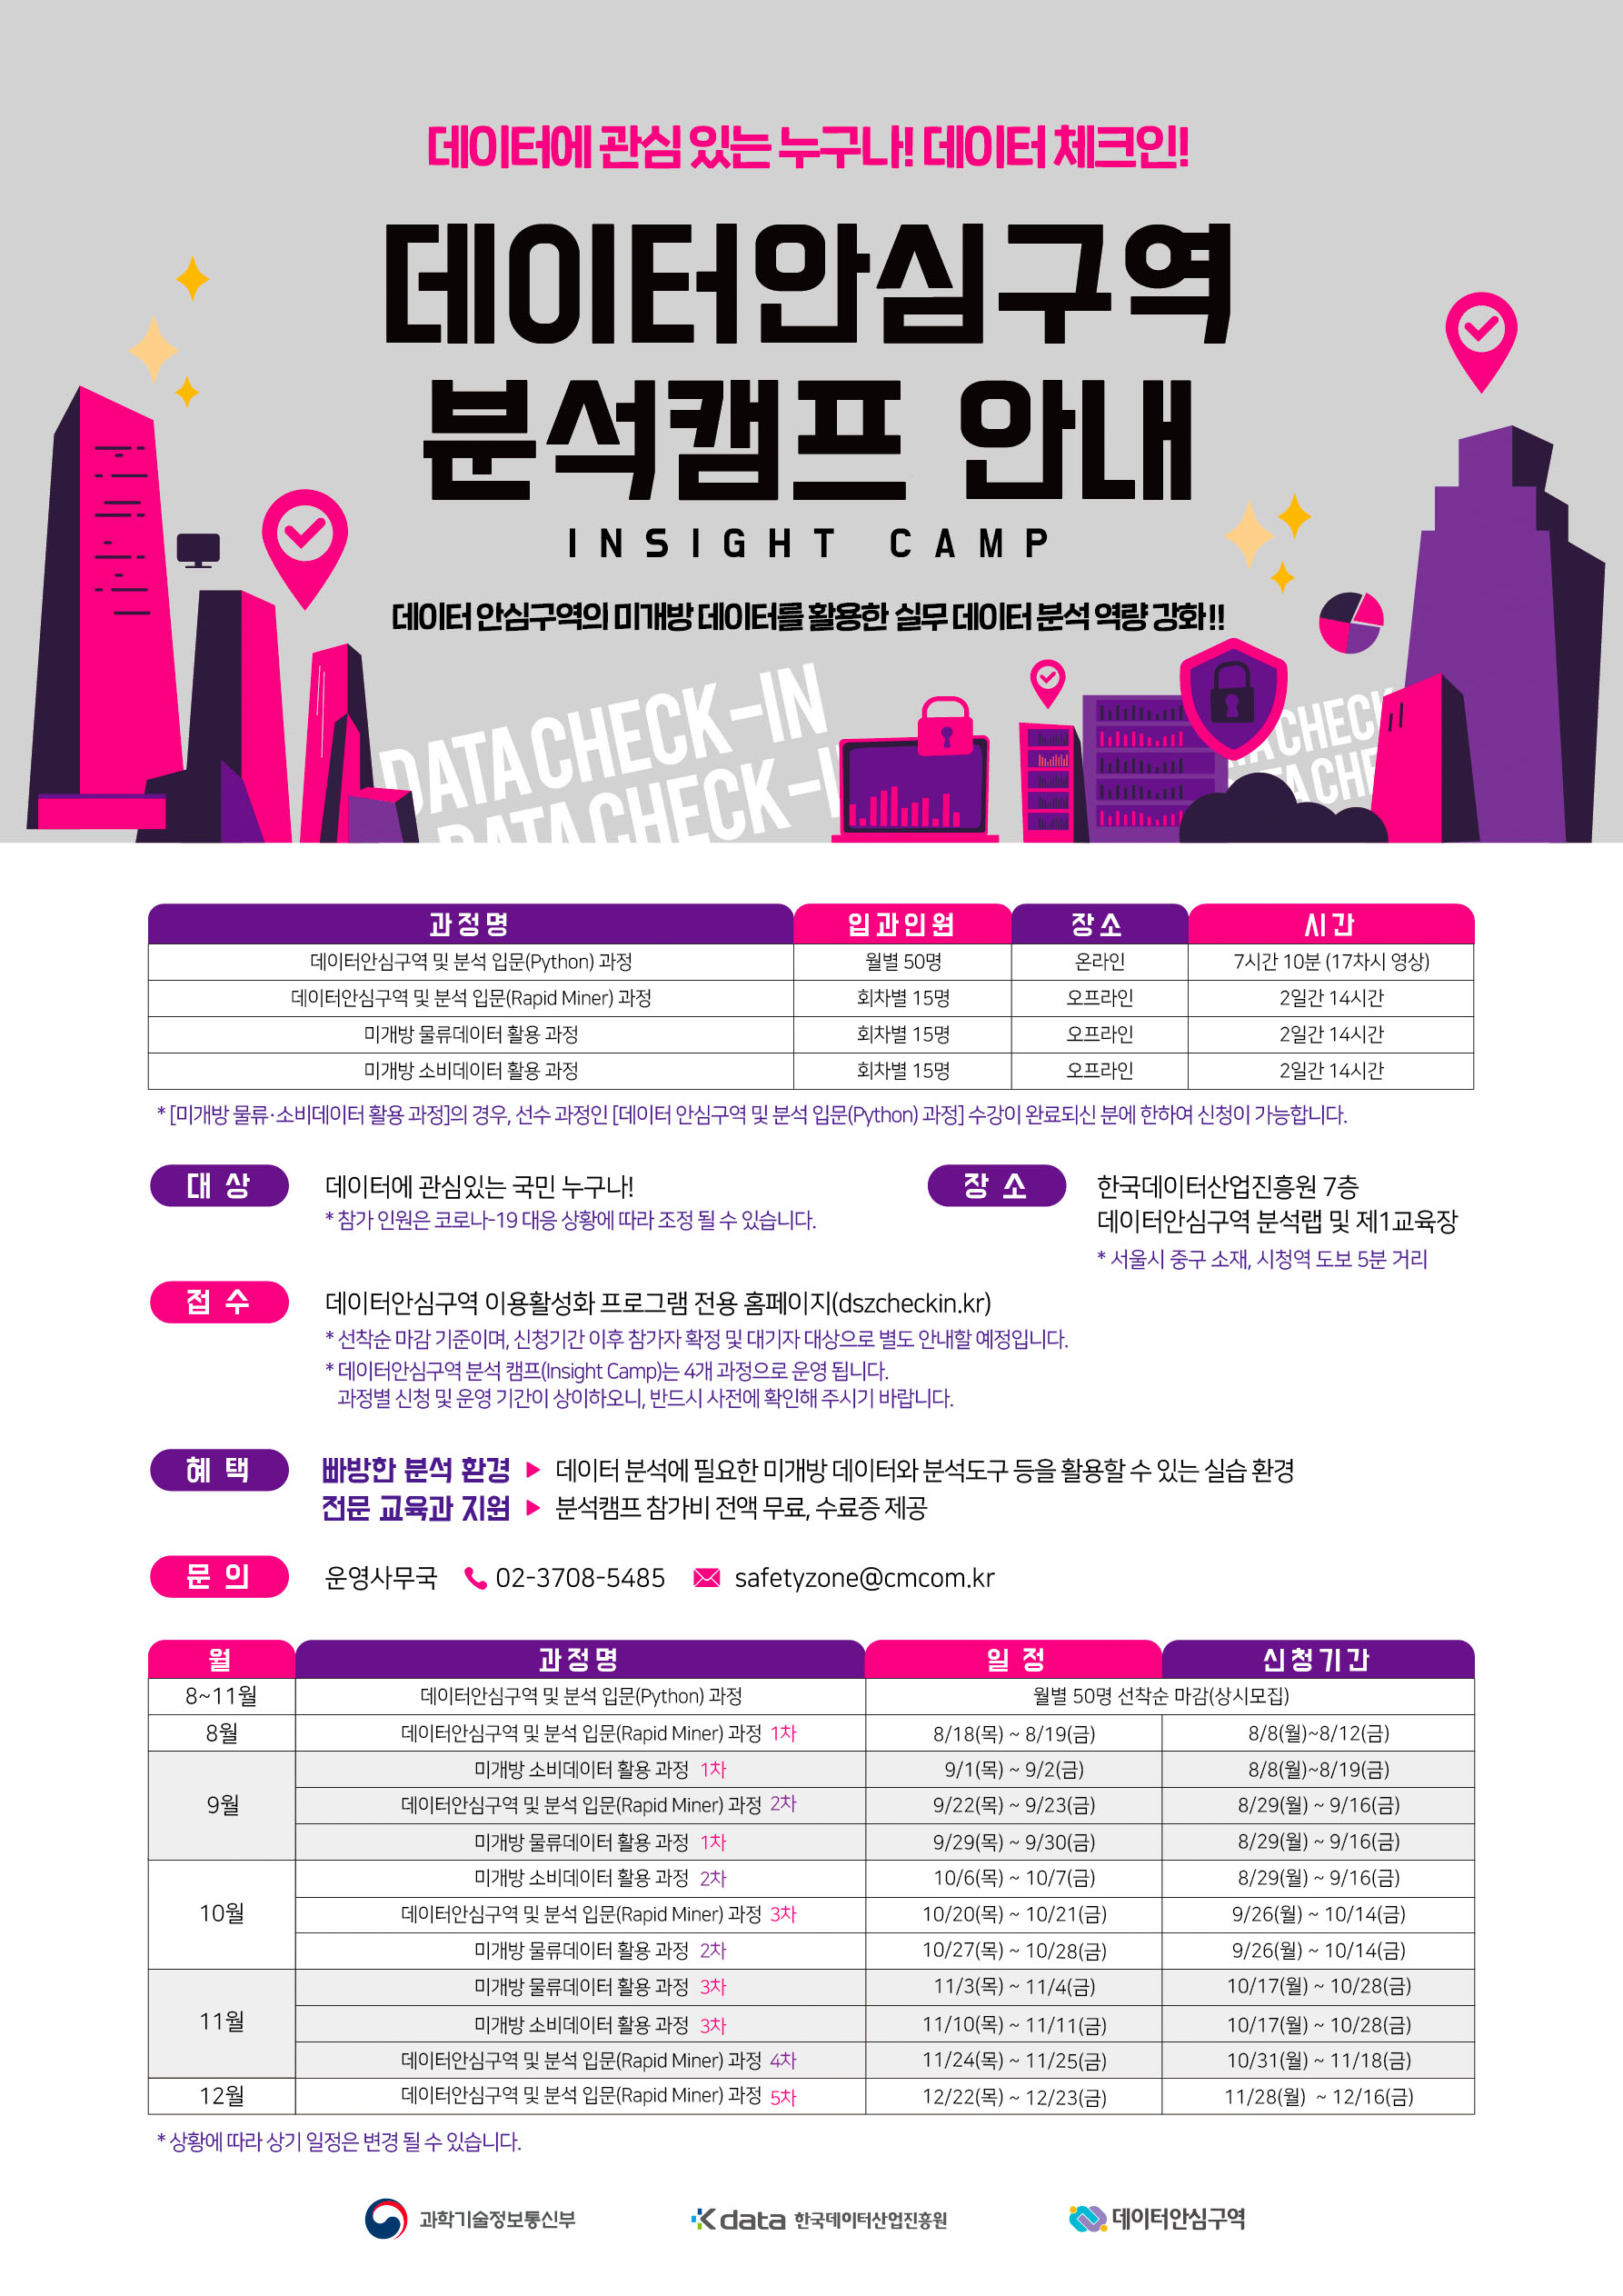 데이터에 관심 있는 누구나! 데이터 체크인!
데이터안심구역
분석캠프 안내
INSIGHT CAMP
데이터 안심구역의 미개방 데이터를 활용한 실무 데이터 분석 역량 강화!!
DATA CHECK-IN
DATA CHECK-I
과정명 입과인원 장소 시간
데이터안심구역 및 분석 입문(Python) 과정 월별 50명 온라인 7시간 10분 (17차시 영상)
데이터안심구역 및 분석 입문(Rapid Miner) 과정 회차별 15명 오프라인 2일간 14시간
미개방 물류데이터 활용 과정 회차별 15명 오프라인 2일간 14시간
미개방 소비데이터 활용 과정 회차별 15명 오프라인 2일간 14시간
* [미개방 물류·소비데이터 활용 과정]의 경우, 선수 과정인 [데이터 안심구역 및 분석 입문(Python) 과정] 수강이 완료되신 분에 한하여 신청이 가능합니다.
대 상 데이터에 관심있는 국민 누구나!
* 참가 인원은 코로나-19 대응 상황에 따라 조정 될 수 있습니다.
장 소 한국데이터산업진흥원 7층
데이터안심구역 분석랩 및 제1교육장
* 서울시 중구 소재, 시청역 도보 5분 거리
접 수 데이터안심구역 이용활성화 프로그램 전용 홈페이지(dszcheckin.kr)
* 선착순 마감 기준이며, 신청기간 이후 참가자 확정 및 대기자 대상으로 별도 안내할 예정입니다.
* 데이터안심구역 분석 캠프(Insight Camp)는 4개 과정으로 운영 됩니다.
과정별 신청 및 운영 기간이 상이하오니, 반드시 사전에 확인해 주시기 바랍니다.
혜 택 빠방한 분석 환경 ▶ 데이터 분석에 필요한 미개방 데이터와 분석도구 등을 활용할 수 있는 실습 환경
전문 교육과 지원 ▶ 분석캠프 참가비 전액 무료, 수료증 제공
문 의 운영사무국 02-3708-5485 safetyzone@cmcom.kr
월 과정명 일 정 신청기간
8~11월 데이터안심구역 및 분석 입문(Python) 과정 월별 50명 선착순 마감(상시모집)
8월 데이터안심구역 및 분석 입문(Rapid Miner) 과정 1차 8/18(목) ~ 8/19(금) 8/8(월)~8/12(금)
9월 미개방 소비데이터 활용 과정 1차 9/1(목) ~ 9/2(금) 8/8(월)~8/19(금)
데이터안심구역 및 분석 입문(Rapid Miner) 과정 2차 9/22(목) ~ 9/23(금) 8/29(월) ~ 9/16(금)
미개방 물류데이터 활용 과정 1차 9/29(목) ~ 9/30(금) 8/29(월) ~ 9/16(금)
10월 미개방 소비데이터 활용 과정 2차 10/6(목) ~ 10/7(금) 8/29(월) ~ 9/16(금)
데이터안심구역 및 분석 입문(Rapid Miner) 과정 3차 10/20(목) ~ 10/21(금) 9/26(월) ~ 10/14(금)
미개방 물류데이터 활용 과정 2차 10/27(목) ~ 10/28(금) 9/26(월) ~ 10/14(금)
11월 미개방 물류데이터 활용 과정 3차 11/3(목) ~ 11/4(금) 10/17(월) ~ 10/28(금)
미개방 소비데이터 활용 과정 3차 11/10(목) ~ 11/11(금) 10/17(월) ~ 10/28(금)
데이터안심구역 및 분석 입문(Rapid Miner) 과정 4차 11/24(목) ~ 11/25(금) 10/31(월) ~ 11/18(금)
12월 데이터안심구역 및 분석 입문(Rapid Miner) 과정 5차 12/22(목) ~ 12/23(금) 11/28(월) ~ 12/16(금)
* 상황에 따라 상기 일정은 변경 될 수 있습니다.
과학기술정보통신부 Kdata 한국데이터산업진흥원 데이터안심구역